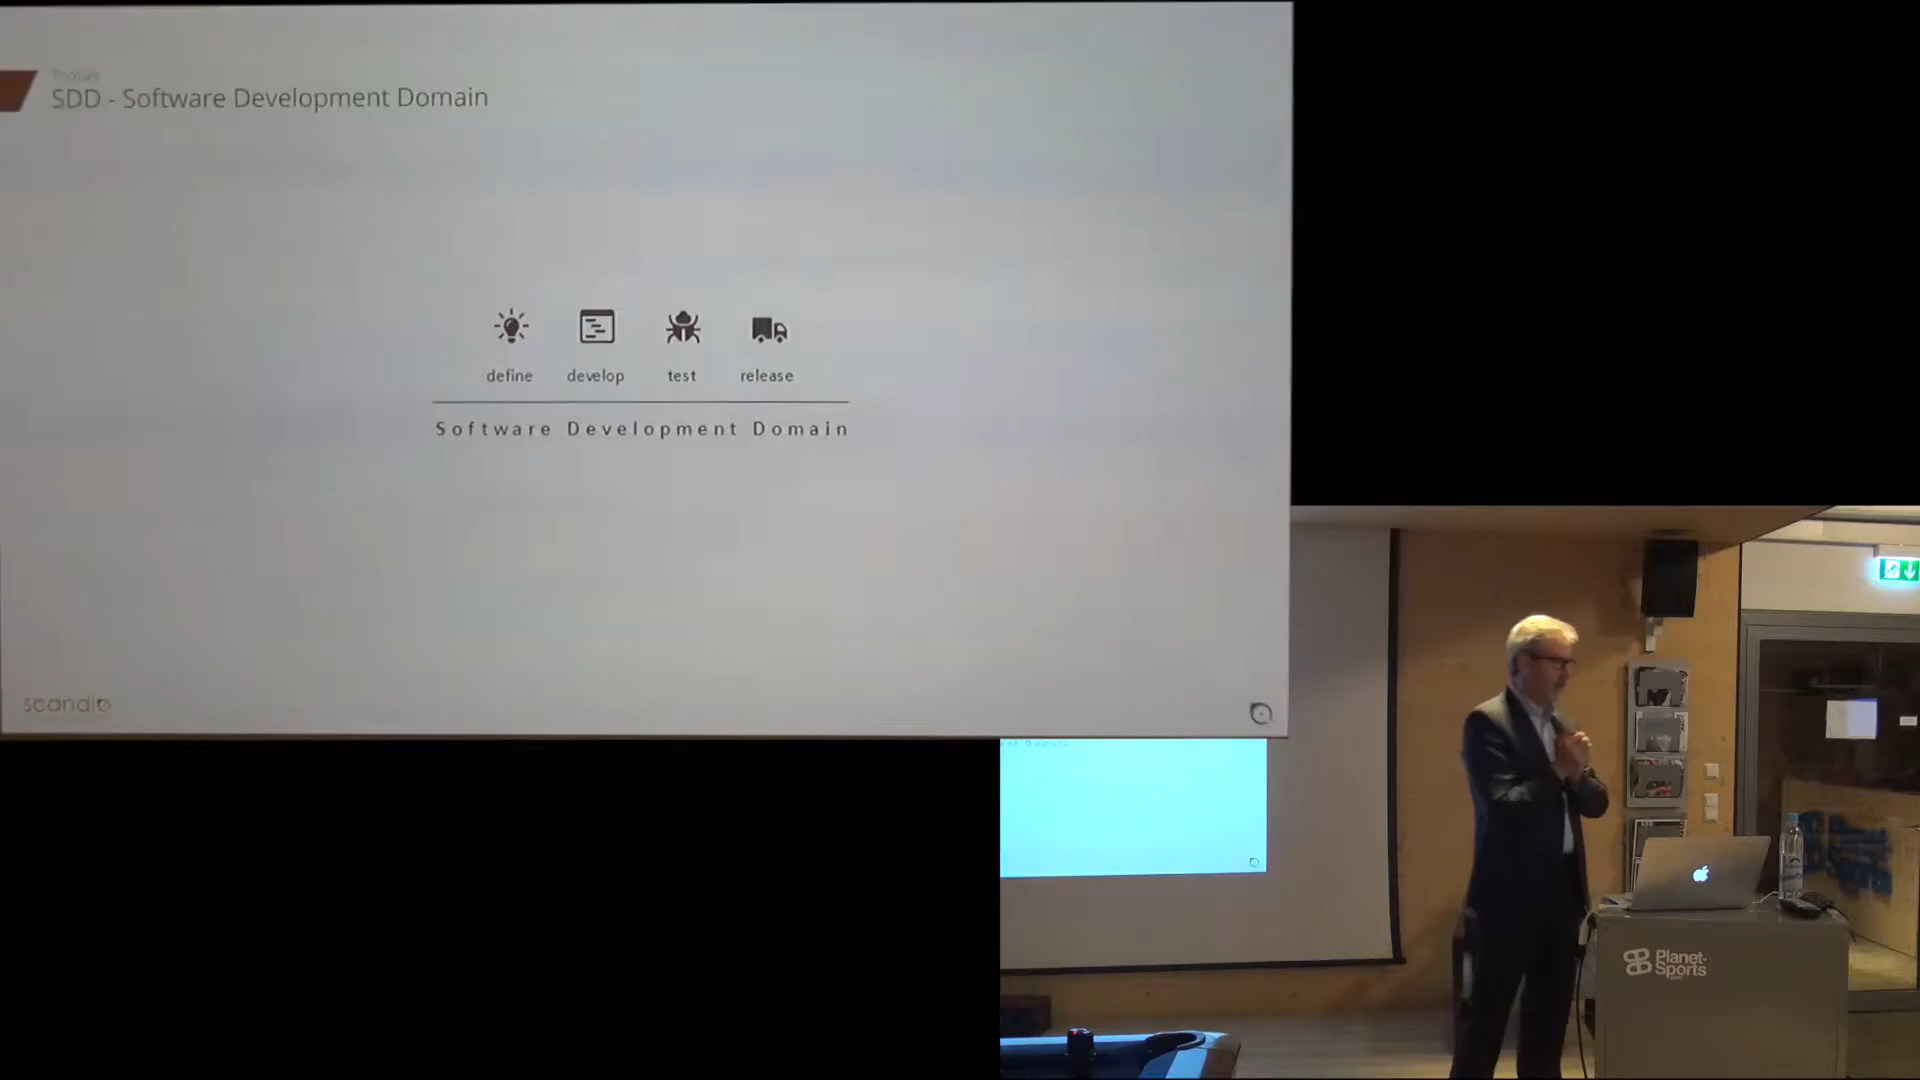 SDD - Software Development Domain
define
develop
test
release
Software Development Domain
scandio
Planet-
Sports